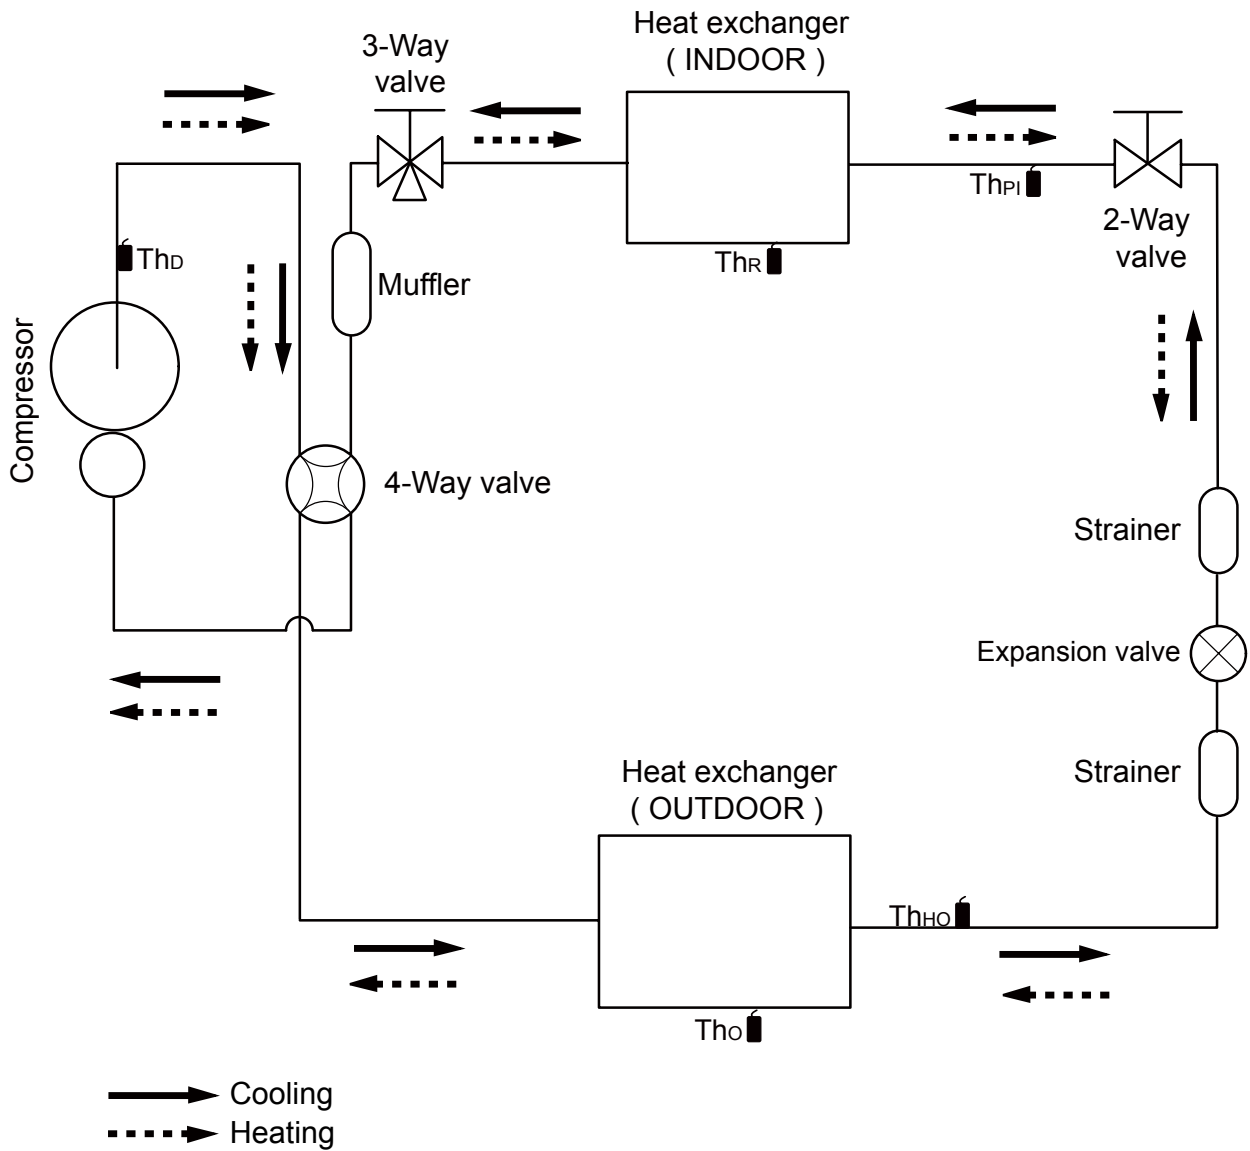 Heat exchanger
( INDOOR )
3-Way
valve
ThPI
2-Way
valve
ThD
ThR
Muffler
Compressor
4-Way valve
Strainer
Expansion valve
Strainer
Heat exchanger
( OUTDOOR )
ThHO
ThO
Cooling
Heating